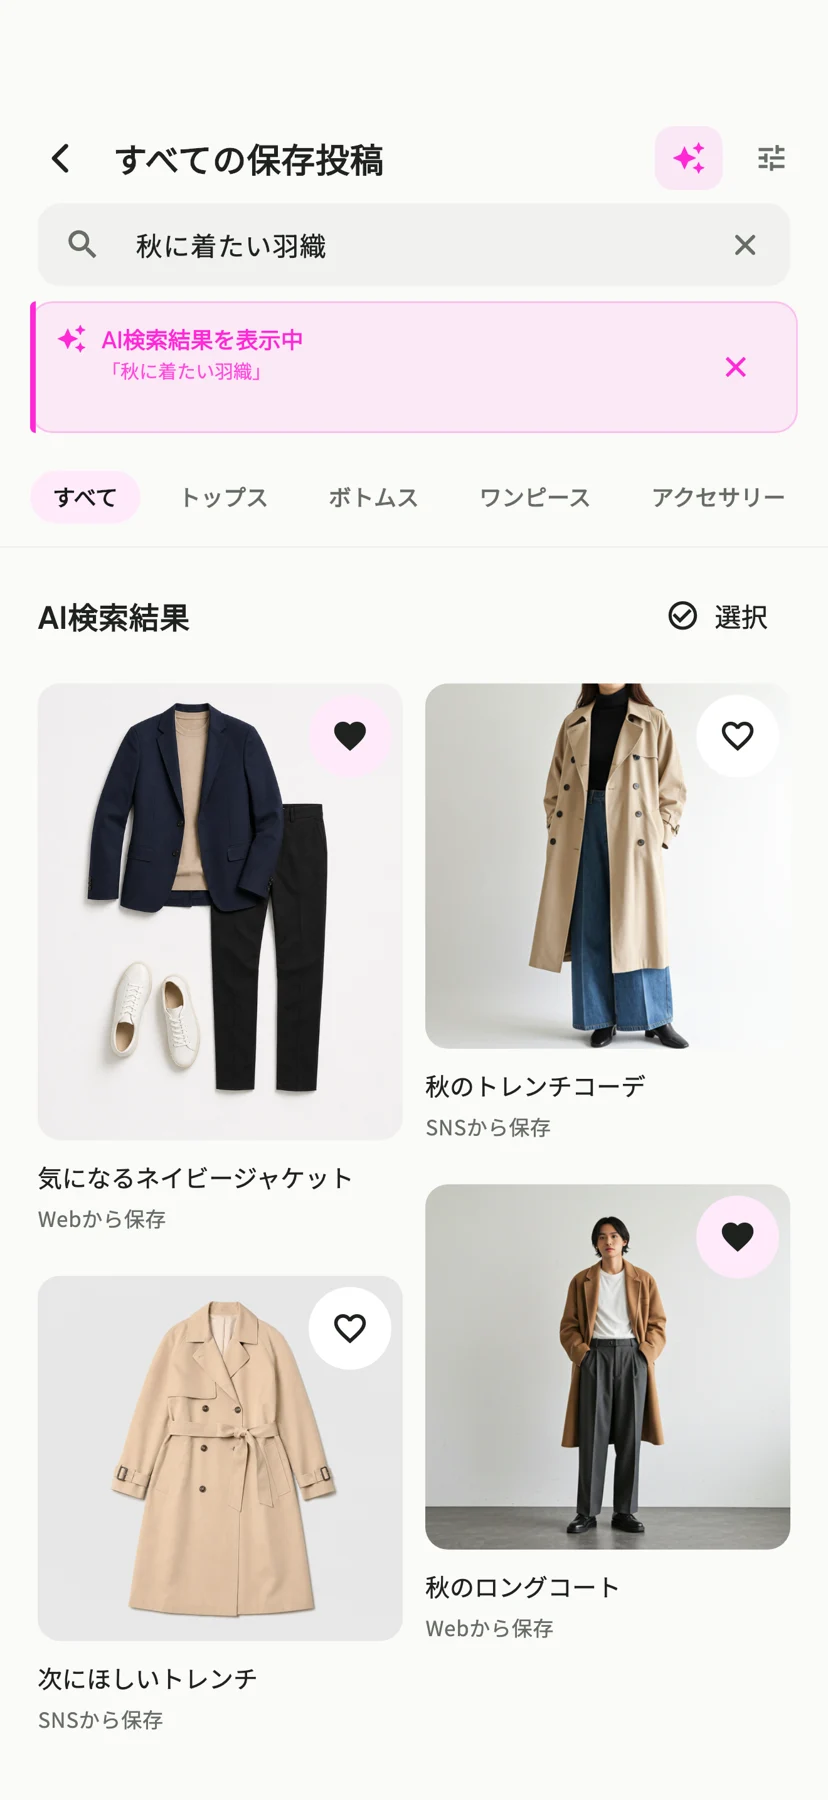 すべての保存投稿
秋に着たい羽織
AI検索結果を表示中
「秋に着たい羽織」
すべて トップス ボトムス ワンピース アクセサリー
AI検索結果
選択
気になるネイビージャケット
Webから保存
秋のトレンチコーデ
SNSから保存
次にほしいトレンチ
SNSから保存
秋のロングコート
Webから保存